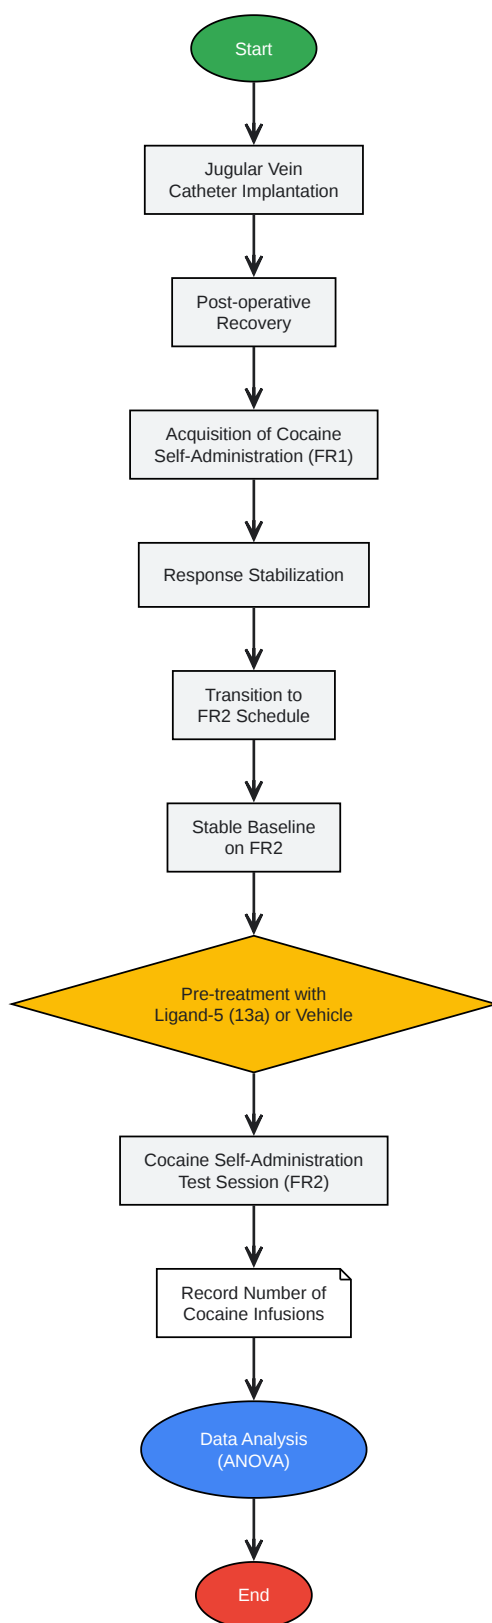 Start
Jugular Vein
Catheter Implantation
Post-operative
Recovery
Acquisition of Cocaine
Self-Administration (FR1)
Response Stabilization
Transition to
FR2 Schedule
Stable Baseline
on FR2
Pre-treatment with
Ligand-5 (13a) or Vehicle
Cocaine Self-Administration
Test Session (FR2)
Record Number of
Cocaine Infusions
Data Analysis
(ANOVA)
End